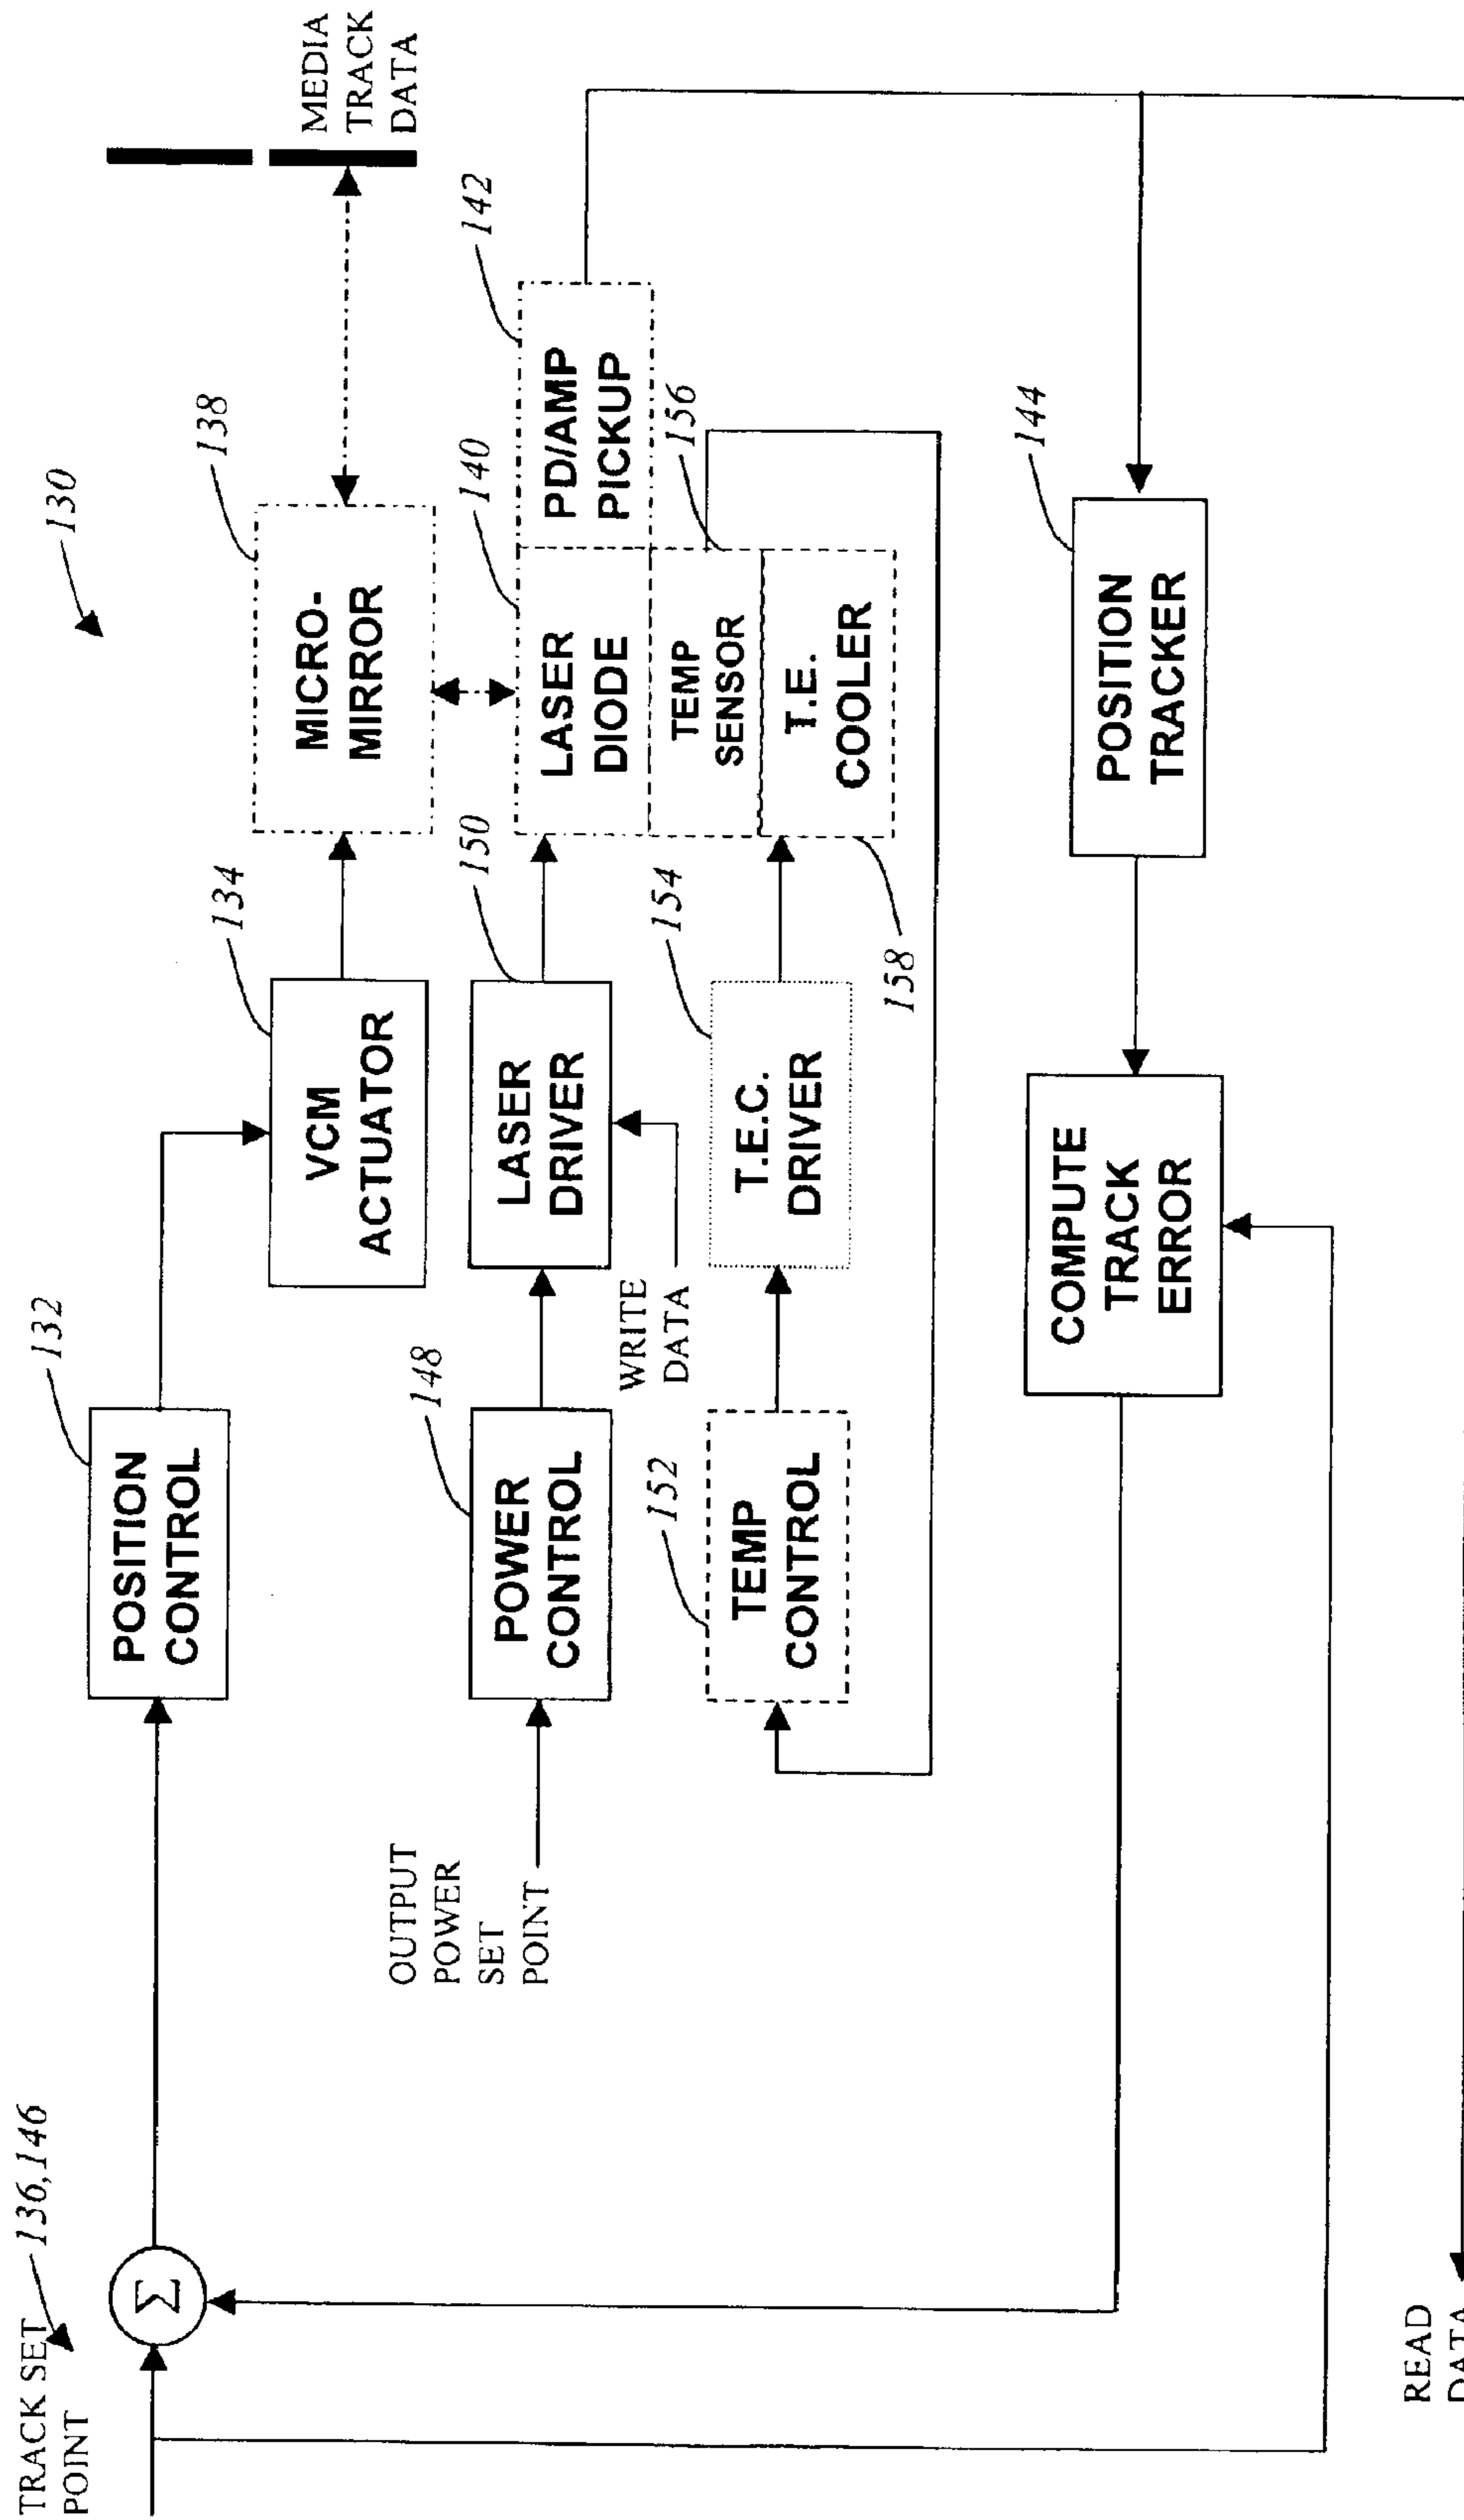 130
TRACK SET
POINT
136,146
Σ
132
POSITION
CONTROL
134
VCM
ACTUATOR
138
MICRO-
MIRROR
MEDIA
TRACK
DATA
OUTPUT
POWER
SET
POINT
148
POWER
CONTROL
150
LASER
DRIVER
WRITE
DATA
140
LASER
DIODE
142
PD/AMP
PICKUP
152
TEMP
CONTROL
154
T.E.C.
DRIVER
156
TEMP
SENSOR
T.E.
COOLER
158
COMPUTE
TRACK
ERROR
144
POSITION
TRACKER
READ
DATA